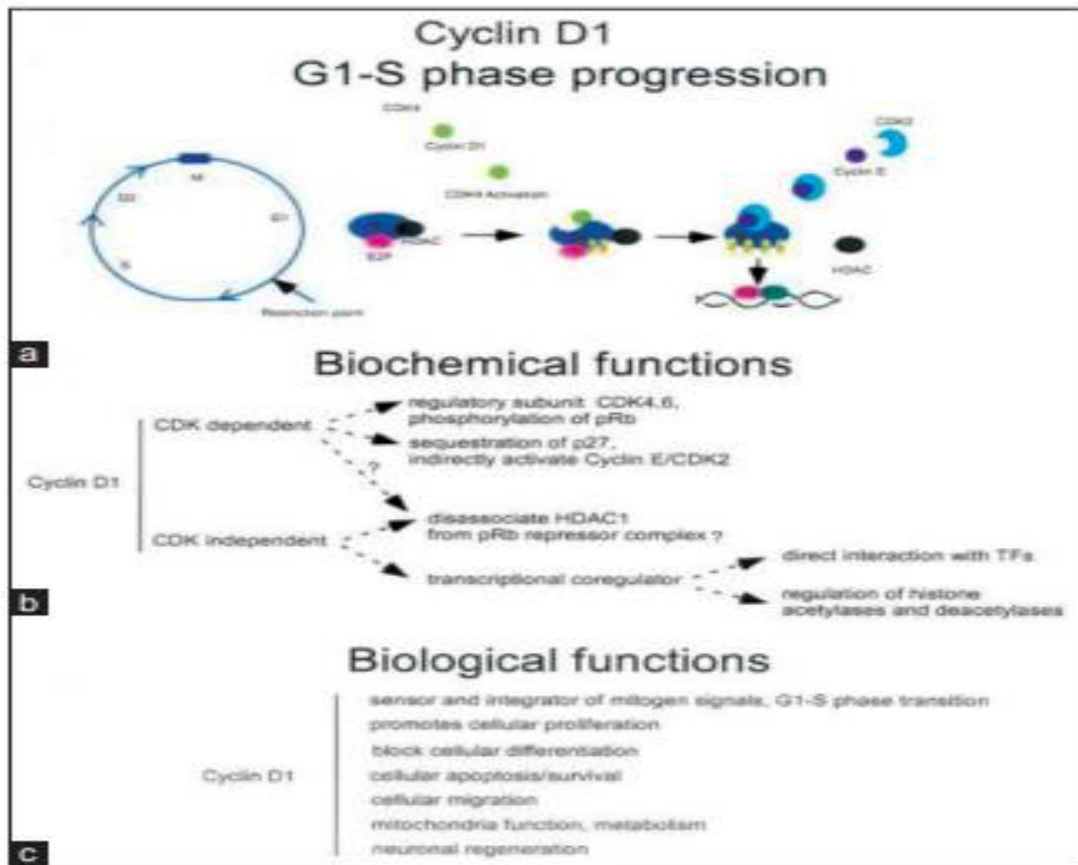 Cyclin D1
G1-S phase progression
CDK4
Cyclin D1
CDK4 Activation
CDK2
Cyclin E
M
G2
G1
S
HDAC
E2F
HDAC
Restriction point
a
Biochemical functions
regulatory subunit CDK4,6,
phosphorylation of pRb
CDK dependent
sequestration of p27,
indirectly activate Cyclin E/CDK2
?
Cyclin D1
disassociate HDAC1
from pRb repressor complex ?
CDK independent
direct interaction with TFs
transcriptional coregulator
regulation of histone
acetylases and deacetylases
b
Biological functions
sensor and integrator of mitogen signals, G1-S phase transition
promotes cellular proliferation
block cellular differentiation
Cyclin D1
cellular apoptosis/survival
cellular migration
mitochondria function, metabolism
neuronal regeneration
c